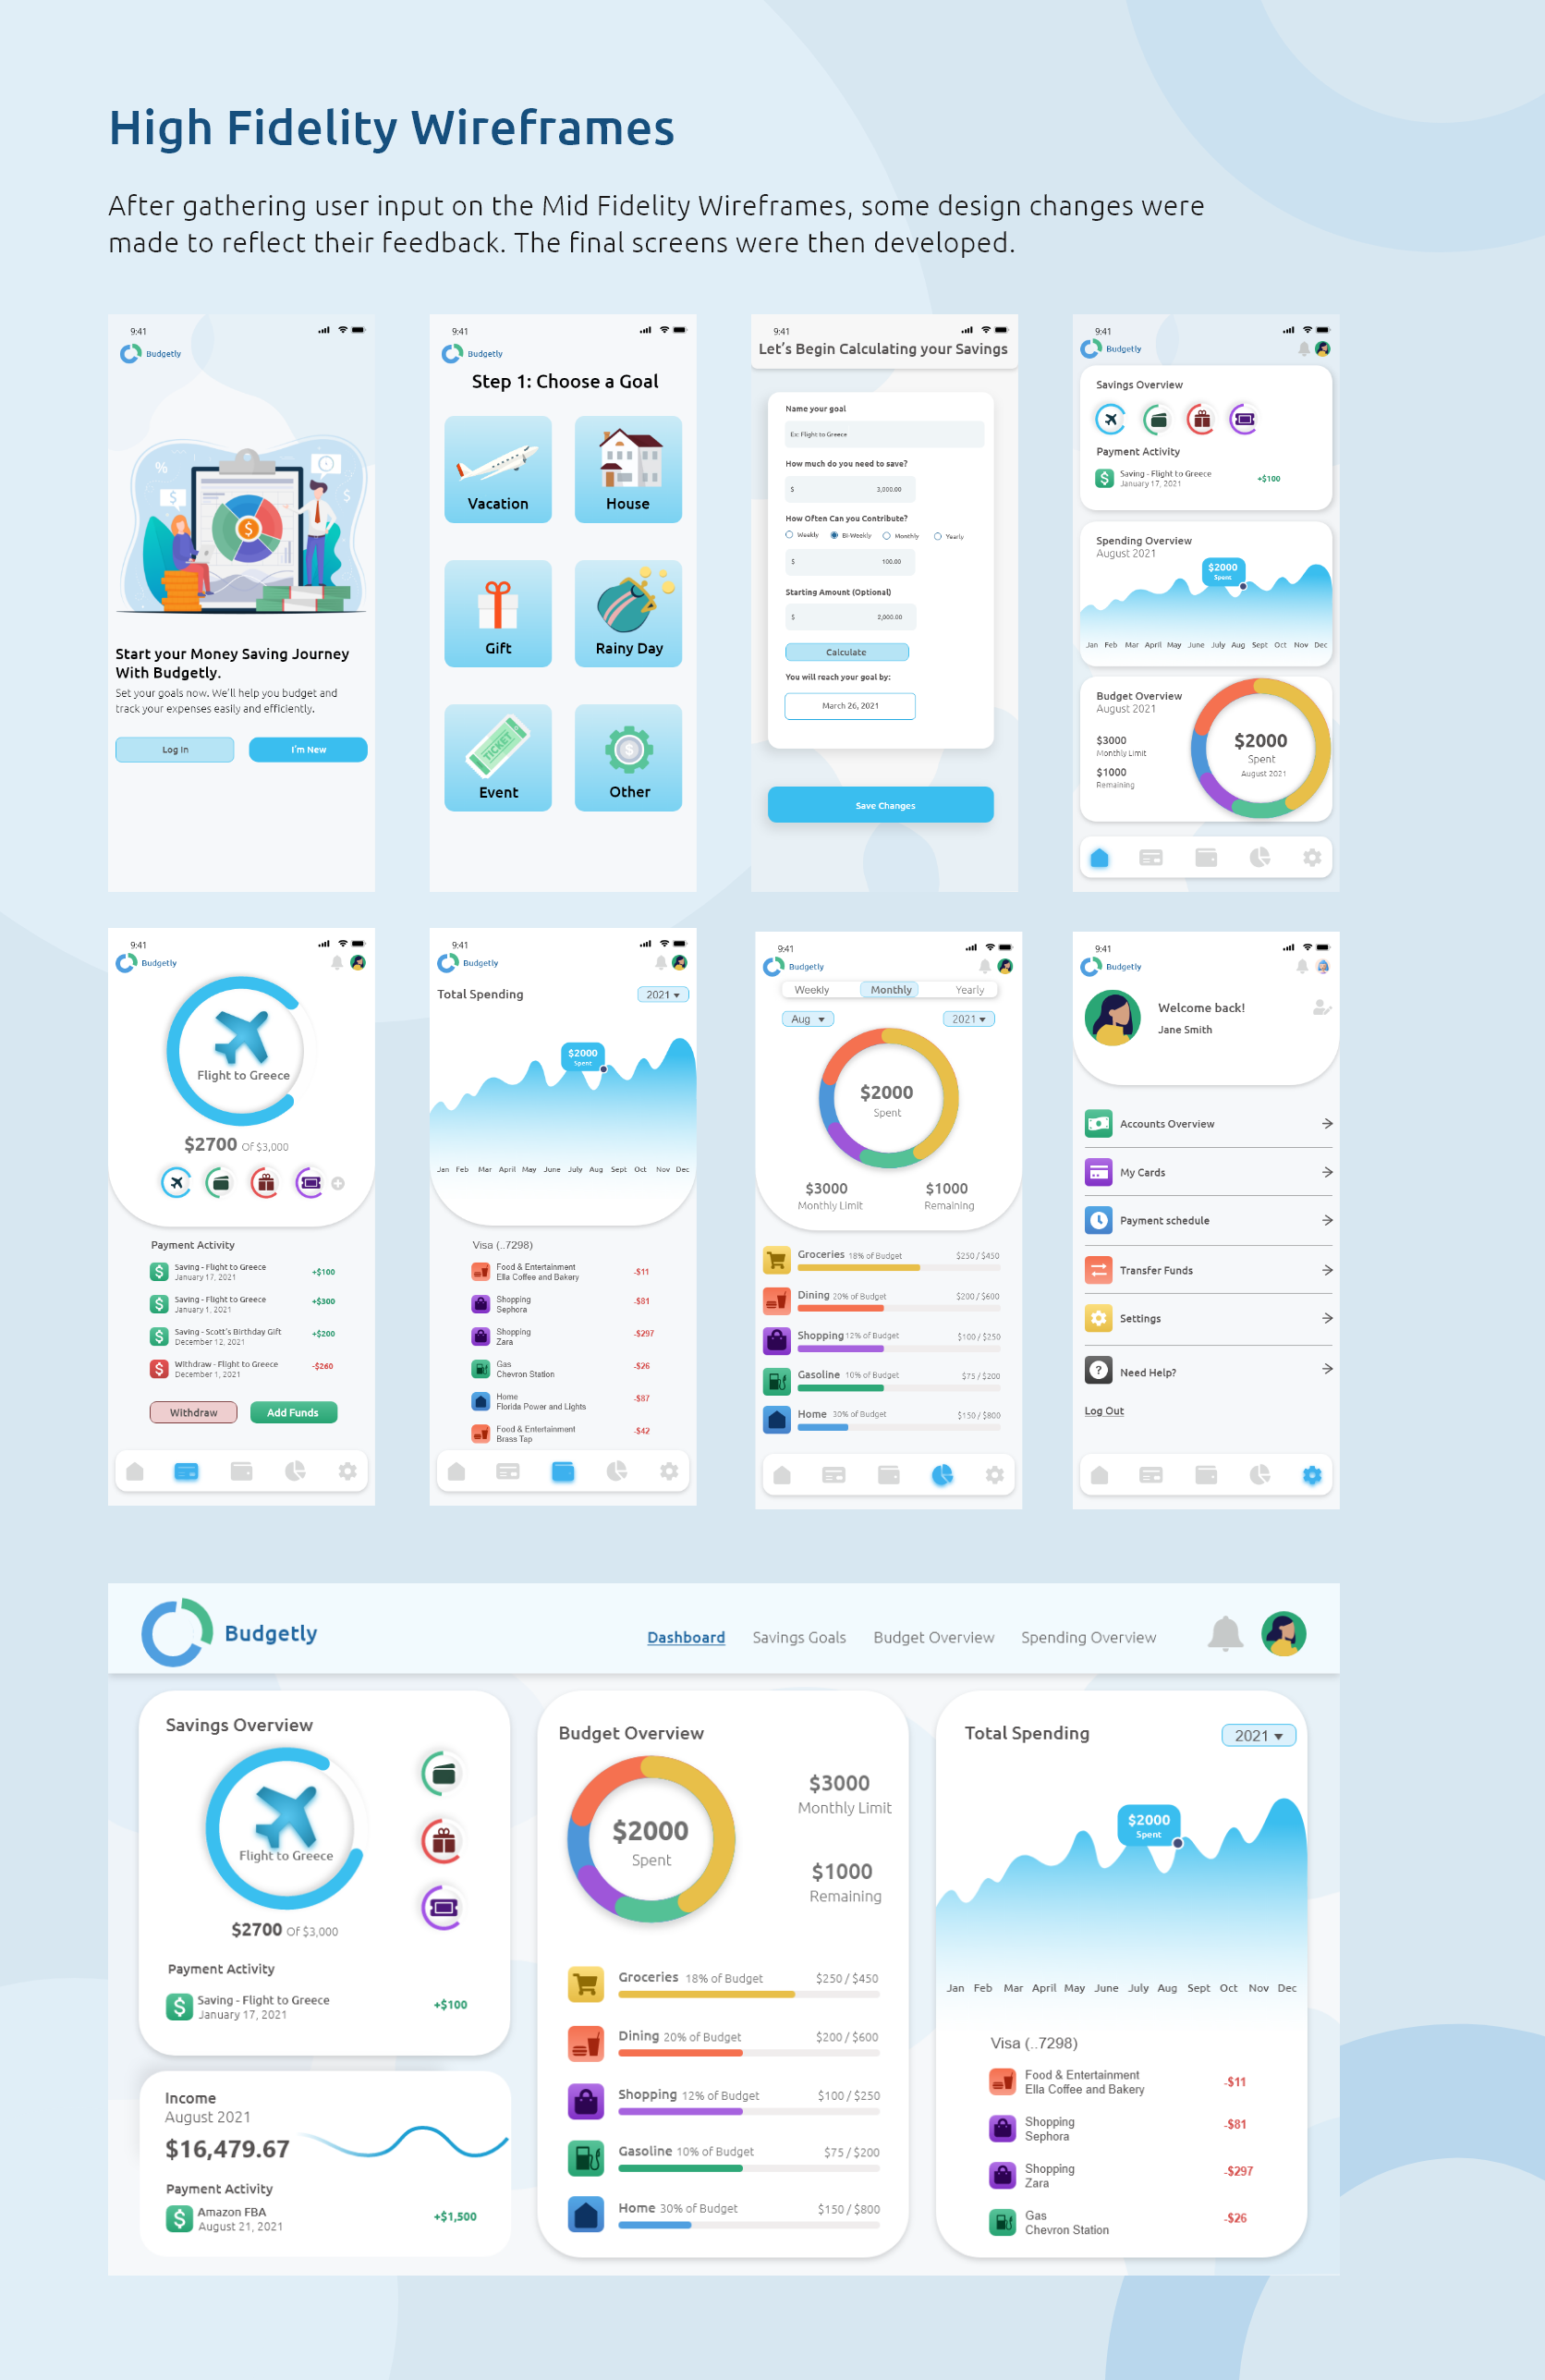 High Fidelity Wireframes
After gathering user input on the Mid Fidelity Wireframes, some design changes were
made to reflect their feedback. The final screens were then developed.
9:41
Budgetly
%
$
$
$
Start your Money Saving Journey
With Budgetly.
Set your goals now. We'll help you budget and
track your expenses easily and efficiently.
Log In
I'm New
9:41
Budgetly
Step 1: Choose a Goal
Vacation
House
Gift
Rainy Day
TICKET
$
Event
Other
9:41
Let's Begin Calculating your Savings
Name your goal
Ex: Flight to Greece
How much do you need to save?
$ 3,000.00
How Often Can you Contribute?
Weekly Bi-Weekly Monthly Yearly
$ 100.00
Starting Amount (Optional)
$ 2,000.00
Calculate
You will reach your goal by:
March 26, 2021
Save Changes
9:41
Budgetly
Savings Overview
Payment Activity
$
Saving - Flight to Greece
January 17, 2021
+$100
Spending Overview
August 2021
$2000
Spent
Jan Feb Mar April May June July Aug Sept Oct Nov Dec
Budget Overview
August 2021
$3000
Monthly Limit
$1000
Remaining
$2000
Spent
August 2021
9:41
Budgetly
Flight to Greece
$2700 Of $3,000
Payment Activity
$
Saving - Flight to Greece
January 17, 2021
+$100
$
Saving - Flight to Greece
January 1, 2021
+$300
$
Saving - Scott's Birthday Gift
December 12, 2021
+$200
$
Withdraw - Flight to Greece
December 1, 2021
-$260
Withdraw
Add Funds
9:41
Budgetly
Total Spending
2021
$2000
Spent
Jan Feb Mar April May June July Aug Sept Oct Nov Dec
Visa (..7298)
Food & Entertainment
Ella Coffee and Bakery
-$11
Shopping
Sephora
-$81
Shopping
Zara
-$297
Gas
Chevron Station
-$26
Home
Florida Power and Lights
-$87
Food & Entertainment
Brass Tap
-$42
9:41
Budgetly
Weekly Monthly Yearly
Aug
2021
$2000
Spent
$3000
Monthly Limit
$1000
Remaining
Groceries 18% of Budget $250 / $450
Dining 20% of Budget $200 / $600
Shopping 12% of Budget $100 / $250
Gasoline 10% of Budget $75 / $200
Home 30% of Budget $150 / $800
9:41
Budgetly
Welcome back!
Jane Smith
Accounts Overview
My Cards
Payment schedule
Transfer Funds
Settings
?
Need Help?
Log Out
Budgetly
Dashboard Savings Goals Budget Overview Spending Overview
Savings Overview
Flight to Greece
$2700 Of $3,000
Payment Activity
$
Saving - Flight to Greece
January 17, 2021
+$100
Income
August 2021
$16,479.67
Payment Activity
$
Amazon FBA
August 21, 2021
+$1,500
Budget Overview
$2000
Spent
$3000
Monthly Limit
$1000
Remaining
Groceries 18% of Budget $250 / $450
Dining 20% of Budget $200 / $600
Shopping 12% of Budget $100 / $250
Gasoline 10% of Budget $75 / $200
Home 30% of Budget $150 / $800
Total Spending
2021
$2000
Spent
Jan Feb Mar April May June July Aug Sept Oct Nov Dec
Visa (..7298)
Food & Entertainment
Ella Coffee and Bakery
-$11
Shopping
Sephora
-$81
Shopping
Zara
-$297
Gas
Chevron Station
-$26